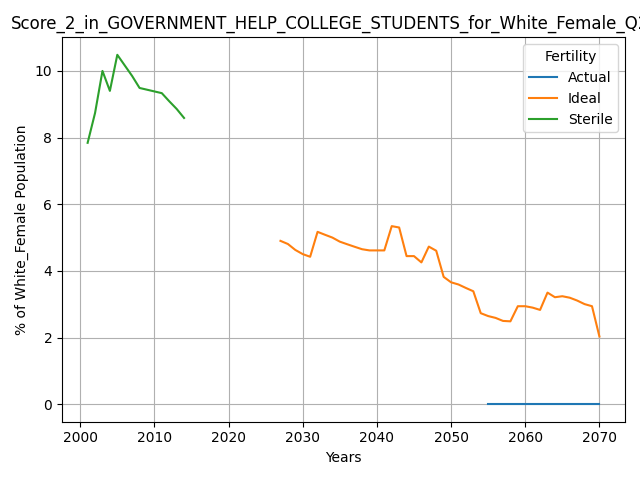 Score_2_in_GOVERNMENT_HELP_COLLEGE_STUDENTS_for_White_Female_Q
Fertility
Actual
Ideal
Sterile
% of White_Female Population
10
8
6
4
2
0
2000 2010 2020 2030 2040 2050 2060 2070
Years